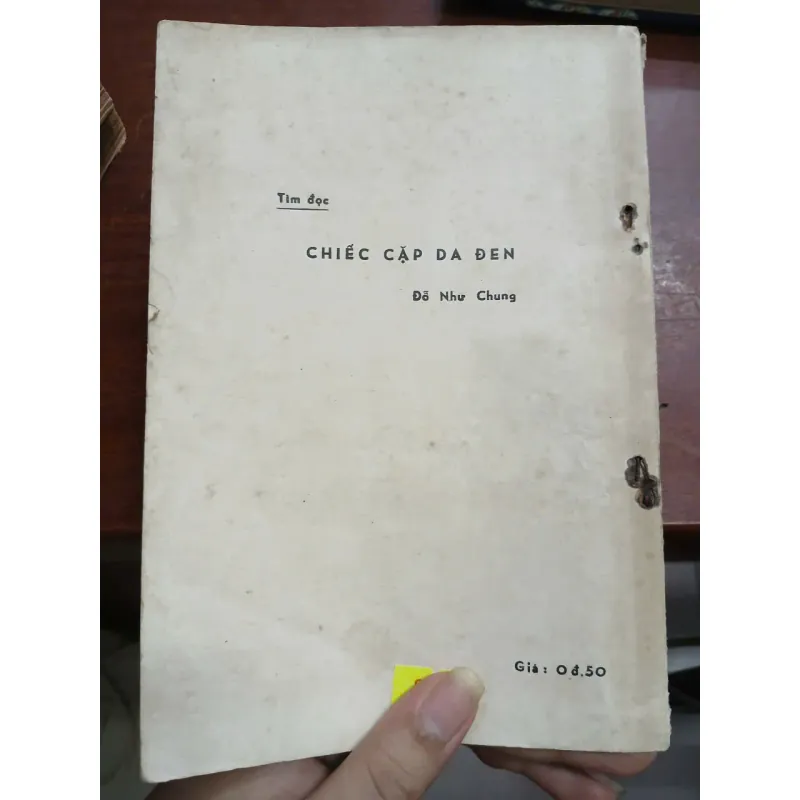 Tìm đọc
CHIẾC CẶP DA ĐEN
Đỗ Như Chung
Giá: 0đ.50